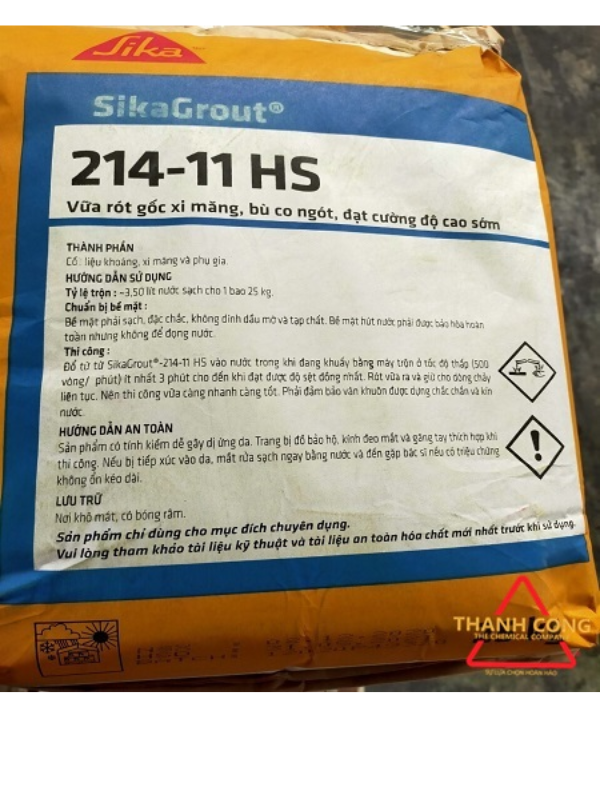 Sika
SikaGrout®
214-11 HS
Vữa rót gốc xi măng, bù co ngót, đạt cường độ cao sớm
THÀNH PHẦN
Cốt liệu khoáng, xi măng và phụ gia.
HƯỚNG DẪN SỬ DỤNG
Tỷ lệ trộn : ~3,50 lít nước sạch cho 1 bao 25 kg.
Chuẩn bị bề mặt :
Bề mặt phải sạch, đặc chắc, không dính dầu mỡ và tạp chất. Bề mặt hút nước phải được bão hòa hoàn
toàn nhưng không để đọng nước.
Thi công :
Đổ từ từ SikaGrout®-214-11 HS vào nước trong khi đang khuấy bằng máy trộn ở tốc độ thấp (500
vòng/ phút) ít nhất 3 phút cho đến khi đạt được độ sệt đồng nhất. Rót vữa ra và giữ cho dòng chảy
liên tục. Nên thi công vữa càng nhanh càng tốt. Phải đảm bảo ván khuôn được dựng chắc chắn và kín
nước.
HƯỚNG DẪN AN TOÀN
Sản phẩm có tính kiềm dễ gây dị ứng da. Trang bị đồ bảo hộ, kính đeo mắt và găng tay thích hợp khi
thi công. Nếu bị tiếp xúc vào da, mắt rửa sạch ngay bằng nước và đến gặp bác sĩ nếu có triệu chứng
không ổn kéo dài.
LƯU TRỮ
Nơi khô mát, có bóng râm.
Sản phẩm chỉ dùng cho mục đích chuyên dụng.
Vui lòng tham khảo tài liệu kỹ thuật và tài liệu an toàn hóa chất mới nhất trước khi sử dụng.
THANH CONG
THE CHEMICAL COMPANY
SỰ LỰA CHỌN HOÀN HẢO